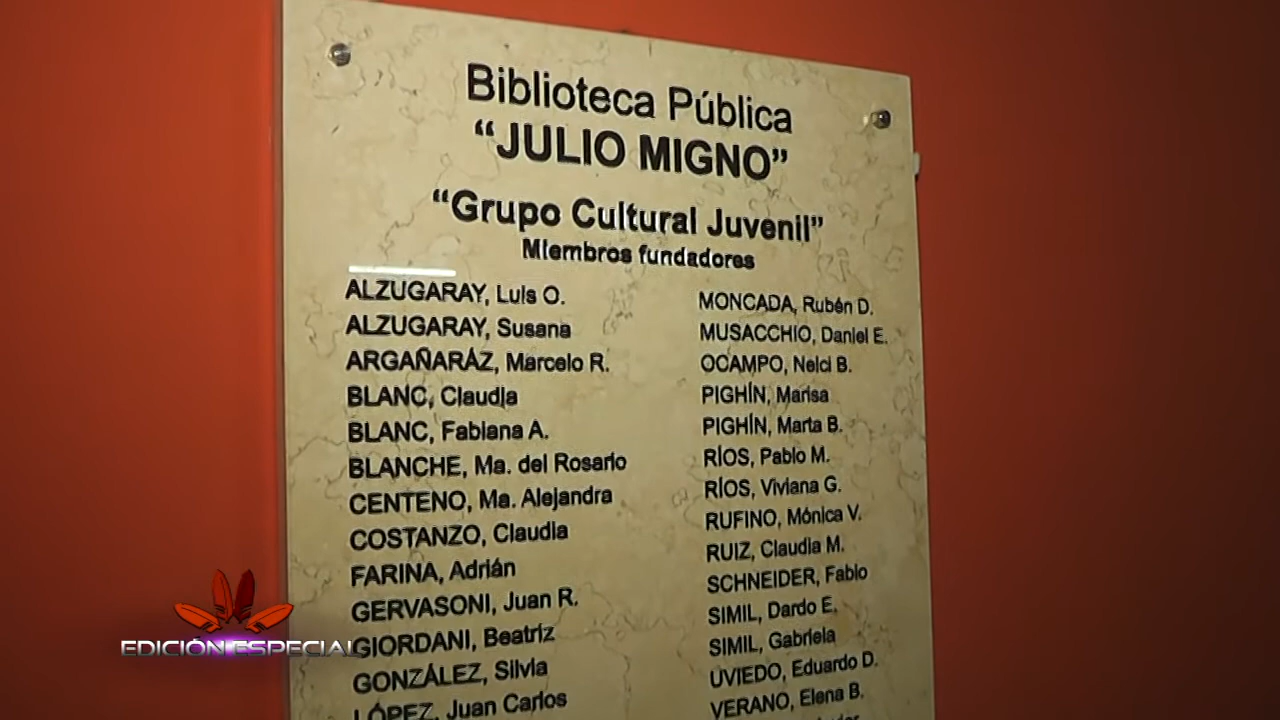 Biblioteca Pública
“JULIO MIGNO”
“Grupo Cultural Juvenil”
Miembros fundadores
ALZUGARAY, Luis O.
ALZUGARAY, Susana
ARGAÑARÁZ, Marcelo R.
BLANC, Claudia
BLANC, Fabiana A.
BLANCHE, Ma. del Rosario
CENTENO, Ma. Alejandra
COSTANZO, Claudia
FARINA, Adrián
GERVASONI, Juan R.
GIORDANI, Beatriz
GONZÁLEZ, Silvia
LÓPEZ, Juan Carlos
MONCADA, Rubén D.
MUSACCHIO, Daniel E.
OCAMPO, Nelci B.
PIGHÍN, Marisa
PIGHÍN, Marta B.
RÍOS, Pablo M.
RÍOS, Viviana G.
RUFINO, Mónica V.
RUIZ, Claudia M.
SCHNEIDER, Fabio
SIMIL, Dardo E.
SIMIL, Gabriela
UVIEDO, Eduardo D.
VERANO, Elena B.
EDICIÓN ESPECIAL